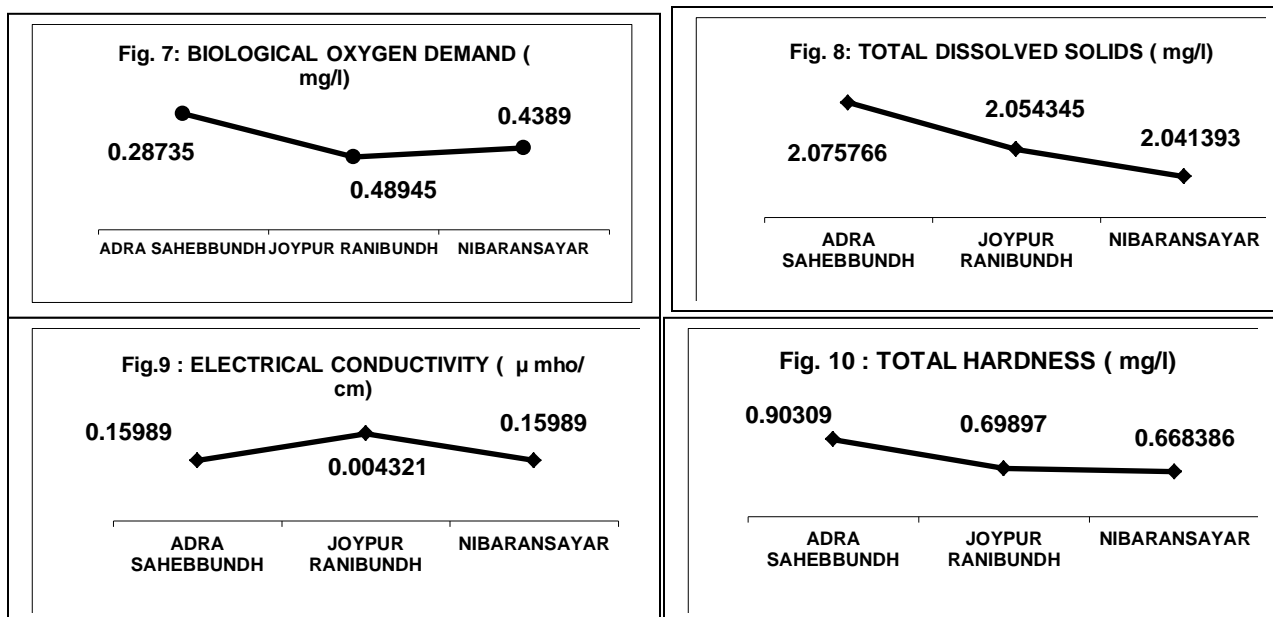 Fig. 7: BIOLOGICAL OXYGEN DEMAND (
mg/l)
0.28735
0.48945
0.4389
ADRA SAHEBBUNDH
JOYPUR RANIBUNDH
NIBARANSAYAR
Fig. 8: TOTAL DISSOLVED SOLIDS ( mg/l)
2.075766
2.054345
2.041393
ADRA
SAHEBBUNDH
JOYPUR
RANIBUNDH
NIBARANSAYAR
Fig.9 : ELECTRICAL CONDUCTIVITY ( µ mho/
cm)
0.15989
0.004321
0.15989
ADRA
SAHEBBUNDH
JOYPUR
RANIBUNDH
NIBARANSAYAR
Fig. 10 : TOTAL HARDNESS ( mg/l)
0.90309
0.69897
0.668386
ADRA
SAHEBBUNDH
JOYPUR
RANIBUNDH
NIBARANSAYAR